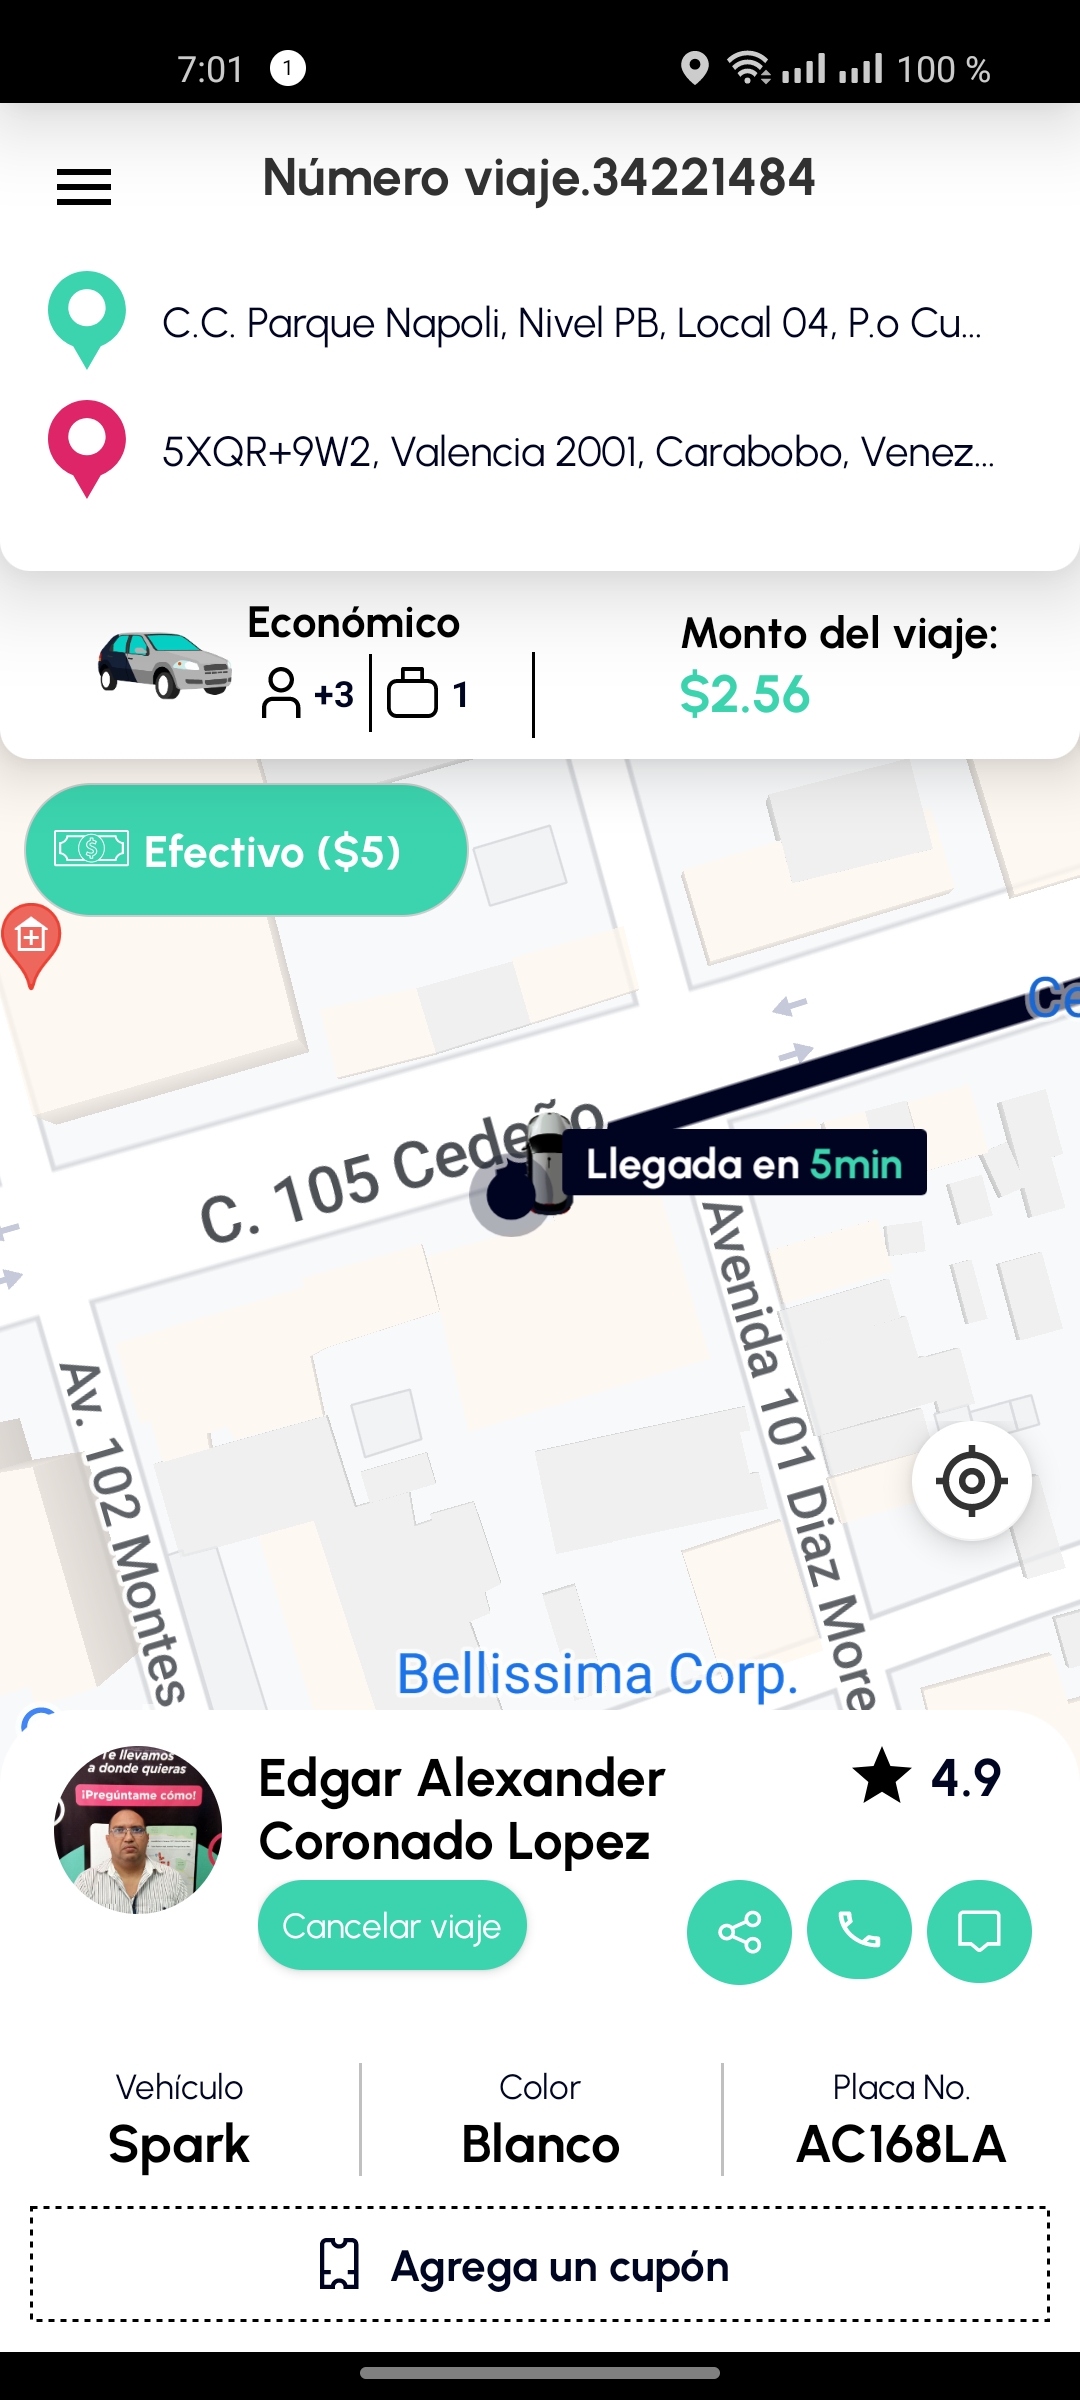 7:01
1
100 %
Número viaje.34221484
C.C. Parque Napoli, Nivel PB, Local 04, P.o Cu...
5XQR+9W2, Valencia 2001, Carabobo, Venez...
Económico
+3
1
Monto del viaje:
$2.56
Efectivo ($5)
Ce
C. 105 Cedeño
Llegada en 5min
Avenida 101 Diaz More
Av. 102 Montes
Bellissima Corp.
Te llevamos
a donde quieras
¡Pregúntame cómo!
Edgar Alexander
Coronado Lopez
4.9
Cancelar viaje
Vehículo
Color
Placa No.
Spark
Blanco
AC168LA
Agrega un cupón